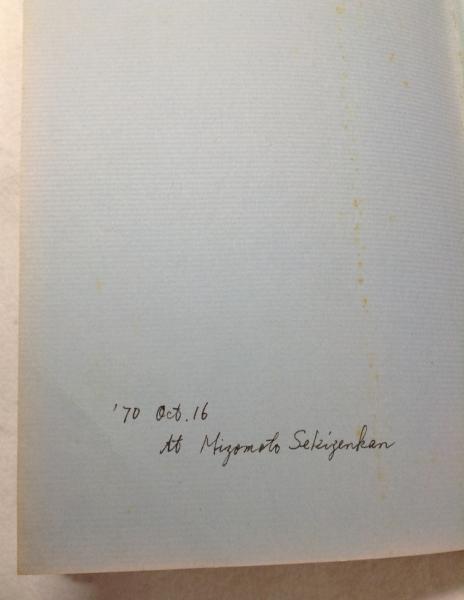 '70 Oct. 16
At Mizomoto Sekizenkan